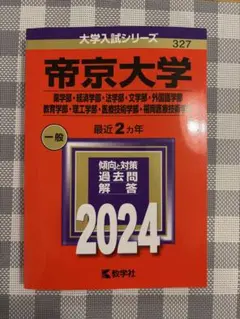 大学入試シリーズ
327
帝京大学
薬学部・経済学部・法学部・文学部・外国語学部
教育学部・理工学部・医療技術学部・福岡医療技術学部
一般
最近2カ年
傾向と対策
過去問
解答
2024
教学社